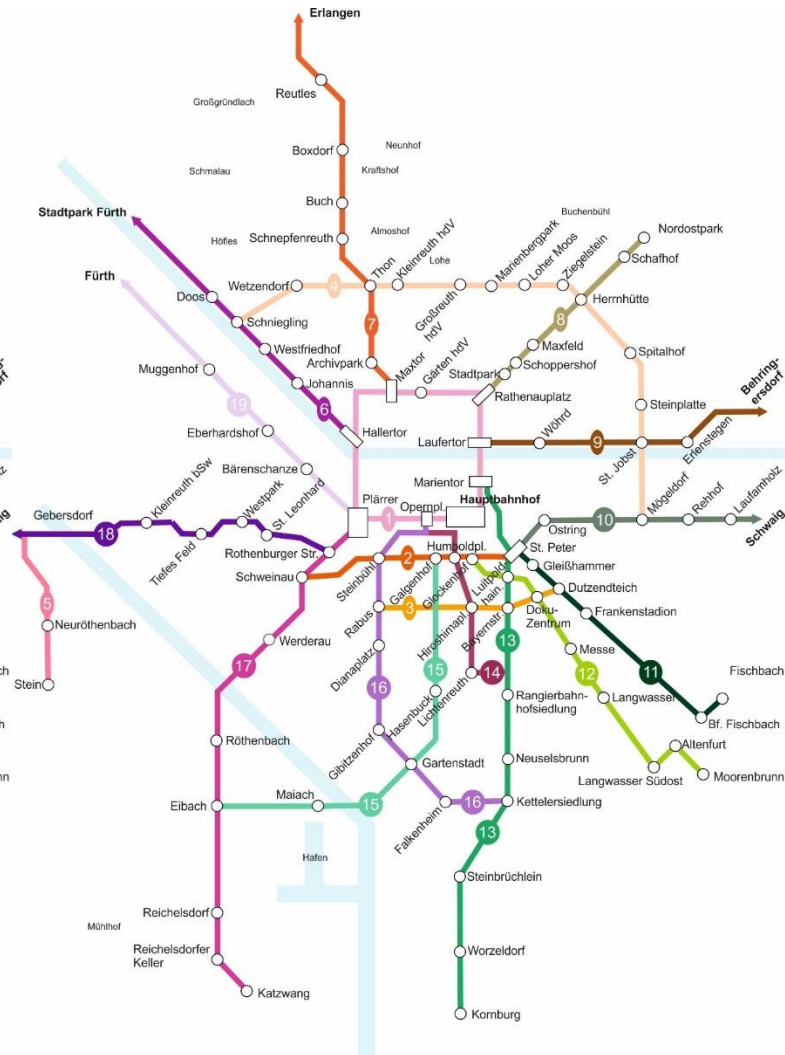 Erlangen
Reutles
Großgründlach
Boxdorf
Neunhof
Schmalau
Kraftshof
Buch
Stadtpark Fürth
Schnepfenreuth
Almoshof
Höfles
Buchenbühl
Nordostpark
Schafhof
Fürth
Wetzendorf
4
Thon
Kleinreuth hdV
Lohe
Großreuth
hdV
Marienbergpark
Loher Moos
Ziegelstein
Herrnhütte
Doos
Schniegling
7
8
Westfriedhof
Maxfeld
Spitalhof
Archivpark
Maxtor
Gärten hdV
Stadtpark
Schoppershof
Muggenhof
Johannis
19
6
Rathenauplatz
Steinplatte
Behring-
ersdorf
Hallertor
Eberhardshof
Laufertor
Wöhrd
9
St. Jobst
Erlenstegen
Bärenschanze
Marientor
Plärrer
Opernpl.
Hauptbahnhof
1
Gebersdorf
18
Kleinreuth bSw
Tiefes Feld
Westpark
St. Leonhard
Rothenburger Str.
Ostring
10
Mögeldorf
Rehhof
Laufamholz
Schwaig
St. Peter
Schweinau
2
Steinbühl
Galgenhof
Humboldpl.
Glockenhof
Luitpold
hain.
Gleißhammer
Dutzendteich
5
Neuröthenbach
Stein
3
Rabus
Hiroshimapl.
Bayernstr.
Doku-
Zentrum
Frankenstadion
Werderau
17
Dianaplatz
13
15
14
16
Messe
12
11
Fischbach
Hasenbuck
Lichtenreuth
Rangierbahn-
hofsiedlung
Langwasser
Bf. Fischbach
Röthenbach
Gibitzenhof
Gartenstadt
Neuselsbrunn
Altenfurt
Langwasser Südost
Moorenbrunn
Eibach
Maiach
15
Falkenheim
16
Kettelersiedlung
13
Hafen
Steinbrüchlein
Reichelsdorf
Mühlhof
Reichelsdorfer
Keller
Worzeldorf
Katzwang
Kornburg